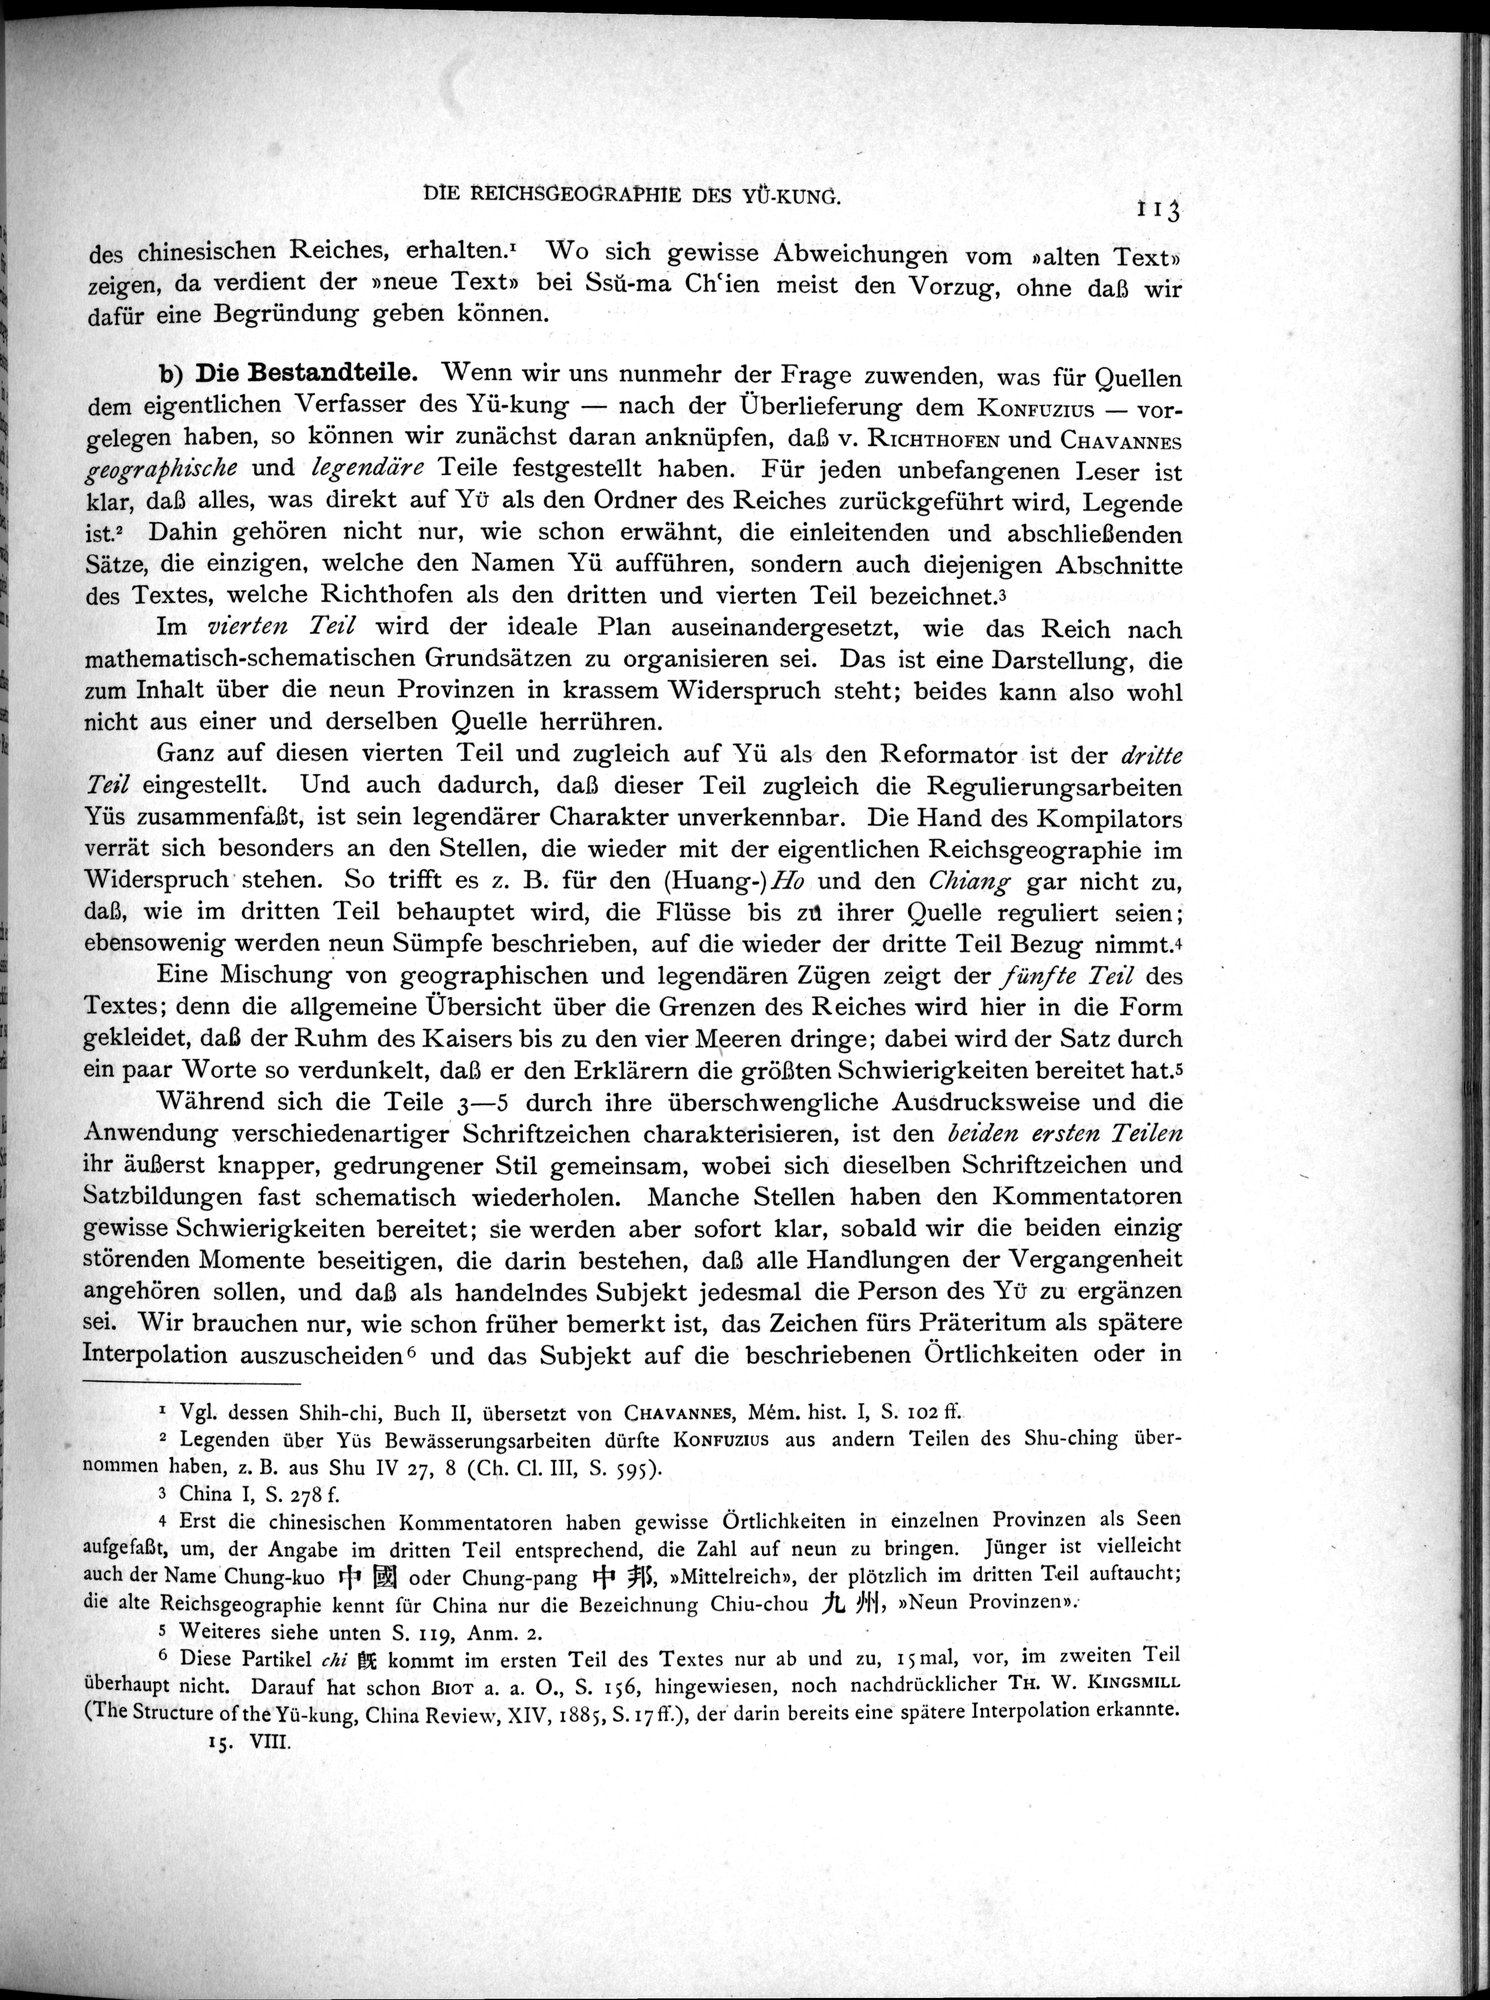 DIE REICHSGEOGRAPHIE DES YÜ-KUNG.
113
des chinesischen Reiches, erhalten.¹ Wo sich gewisse Abweichungen vom »alten Text»
zeigen, da verdient der »neue Text» bei Ssŭ-ma Chʿien meist den Vorzug, ohne daß wir
dafür eine Begründung geben können.
b) Die Bestandteile. Wenn wir uns nunmehr der Frage zuwenden, was für Quellen
dem eigentlichen Verfasser des Yü-kung — nach der Überlieferung dem KONFUZIUS — vor-
gelegen haben, so können wir zunächst daran anknüpfen, daß v. RICHTHOFEN und CHAVANNES
geographische und legendäre Teile festgestellt haben. Für jeden unbefangenen Leser ist
klar, daß alles, was direkt auf YÜ als den Ordner des Reiches zurückgeführt wird, Legende
ist.² Dahin gehören nicht nur, wie schon erwähnt, die einleitenden und abschließenden
Sätze, die einzigen, welche den Namen Yü aufführen, sondern auch diejenigen Abschnitte
des Textes, welche Richthofen als den dritten und vierten Teil bezeichnet.³
Im vierten Teil wird der ideale Plan auseinandergesetzt, wie das Reich nach
mathematisch-schematischen Grundsätzen zu organisieren sei. Das ist eine Darstellung, die
zum Inhalt über die neun Provinzen in krassem Widerspruch steht; beides kann also wohl
nicht aus einer und derselben Quelle herrühren.
Ganz auf diesen vierten Teil und zugleich auf Yü als den Reformator ist der dritte
Teil eingestellt. Und auch dadurch, daß dieser Teil zugleich die Regulierungsarbeiten
Yüs zusammenfaßt, ist sein legendärer Charakter unverkennbar. Die Hand des Kompilators
verrät sich besonders an den Stellen, die wieder mit der eigentlichen Reichsgeographie im
Widerspruch stehen. So trifft es z. B. für den (Huang-)Ho und den Chiang gar nicht zu,
daß, wie im dritten Teil behauptet wird, die Flüsse bis zu ihrer Quelle reguliert seien;
ebensowenig werden neun Sümpfe beschrieben, auf die wieder der dritte Teil Bezug nimmt.⁴
Eine Mischung von geographischen und legendären Zügen zeigt der fünfte Teil des
Textes; denn die allgemeine Übersicht über die Grenzen des Reiches wird hier in die Form
gekleidet, daß der Ruhm des Kaisers bis zu den vier Meeren dringe; dabei wird der Satz durch
ein paar Worte so verdunkelt, daß er den Erklärern die größten Schwierigkeiten bereitet hat.⁵
Während sich die Teile 3—5 durch ihre überschwengliche Ausdrucksweise und die
Anwendung verschiedenartiger Schriftzeichen charakterisieren, ist den beiden ersten Teilen
ihr äußerst knapper, gedrungener Stil gemeinsam, wobei sich dieselben Schriftzeichen und
Satzbildungen fast schematisch wiederholen. Manche Stellen haben den Kommentatoren
gewisse Schwierigkeiten bereitet; sie werden aber sofort klar, sobald wir die beiden einzig
störenden Momente beseitigen, die darin bestehen, daß alle Handlungen der Vergangenheit
angehören sollen, und daß als handelndes Subjekt jedesmal die Person des YÜ zu ergänzen
sei. Wir brauchen nur, wie schon früher bemerkt ist, das Zeichen fürs Präteritum als spätere
Interpolation auszuscheiden⁶ und das Subjekt auf die beschriebenen Örtlichkeiten oder in
¹ Vgl. dessen Shih-chi, Buch II, übersetzt von CHAVANNES, Mém. hist. I, S. 102 ff.
² Legenden über Yüs Bewässerungsarbeiten dürfte KONFUZIUS aus andern Teilen des Shu-ching über-
nommen haben, z. B. aus Shu IV 27, 8 (Ch. Cl. III, S. 595).
³ China I, S. 278 f.
⁴ Erst die chinesischen Kommentatoren haben gewisse Örtlichkeiten in einzelnen Provinzen als Seen
aufgefaßt, um, der Angabe im dritten Teil entsprechend, die Zahl auf neun zu bringen. Jünger ist vielleicht
auch der Name Chung-kuo 中 國 oder Chung-pang 中 邦, »Mittelreich», der plötzlich im dritten Teil auftaucht;
die alte Reichsgeographie kennt für China nur die Bezeichnung Chiu-chou 九 州, »Neun Provinzen».
⁵ Weiteres siehe unten S. 119, Anm. 2.
⁶ Diese Partikel chi 旣 kommt im ersten Teil des Textes nur ab und zu, 15mal, vor, im zweiten Teil
überhaupt nicht. Darauf hat schon BIOT a. a. O., S. 156, hingewiesen, noch nachdrücklicher TH. W. KINGSMILL
(The Structure of the Yü-kung, China Review, XIV, 1885, S. 17 ff.), der darin bereits eine spätere Interpolation erkannte.
15. VIII.